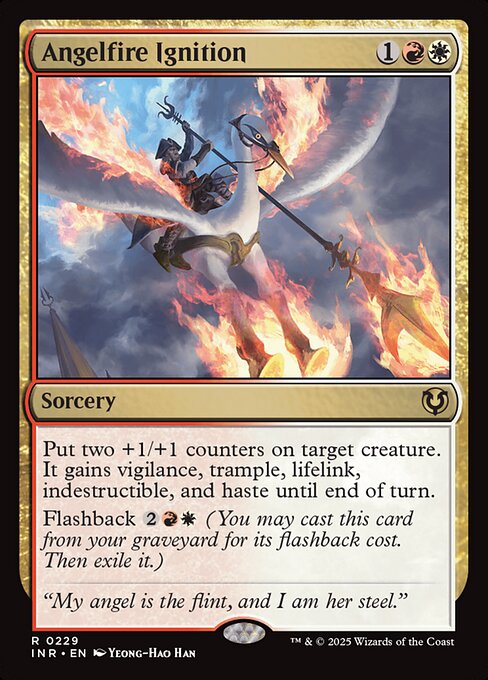 Angelfire Ignition 1
Sorcery
Put two +1/+1 counters on target creature.
It gains vigilance, trample, lifelink,
indestructible, and haste until end of turn.
Flashback 2 (You may cast this card
from your graveyard for its flashback cost.
Then exile it.)
“My angel is the flint, and I am her steel.”
R 0229
INR • EN Yeong-Hao Han
™ & © 2025 Wizards of the Coast